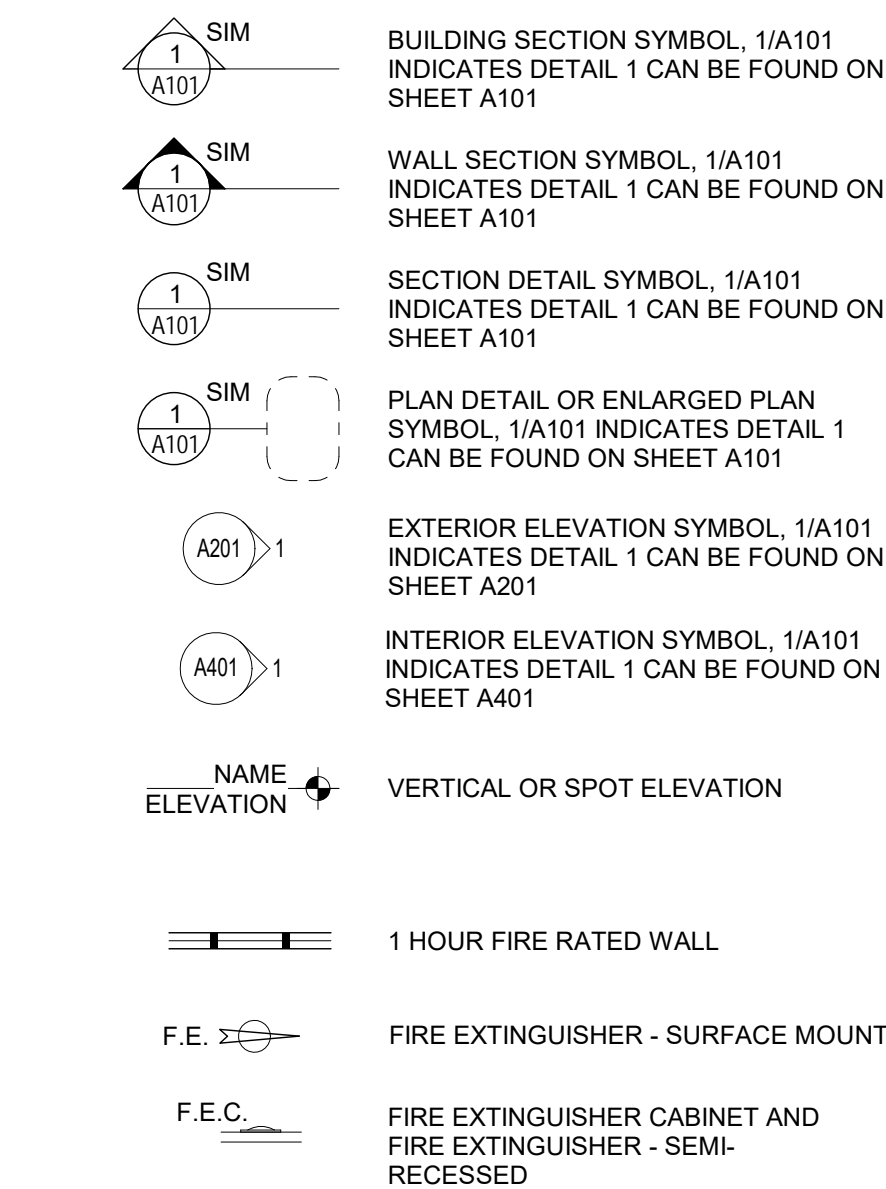 SIM
1
A101
BUILDING SECTION SYMBOL, 1/A101
INDICATES DETAIL 1 CAN BE FOUND ON
SHEET A101
SIM
1
A101
WALL SECTION SYMBOL, 1/A101
INDICATES DETAIL 1 CAN BE FOUND ON
SHEET A101
SIM
1
A101
SECTION DETAIL SYMBOL, 1/A101
INDICATES DETAIL 1 CAN BE FOUND ON
SHEET A101
SIM
1
A101
PLAN DETAIL OR ENLARGED PLAN
SYMBOL, 1/A101 INDICATES DETAIL 1
CAN BE FOUND ON SHEET A101
A201 1
EXTERIOR ELEVATION SYMBOL, 1/A101
INDICATES DETAIL 1 CAN BE FOUND ON
SHEET A201
A401 1
INTERIOR ELEVATION SYMBOL, 1/A101
INDICATES DETAIL 1 CAN BE FOUND ON
SHEET A401
NAME
ELEVATION
VERTICAL OR SPOT ELEVATION
1 HOUR FIRE RATED WALL
F.E.
FIRE EXTINGUISHER - SURFACE MOUNT
F.E.C.
FIRE EXTINGUISHER CABINET AND
FIRE EXTINGUISHER - SEMI-
RECESSED